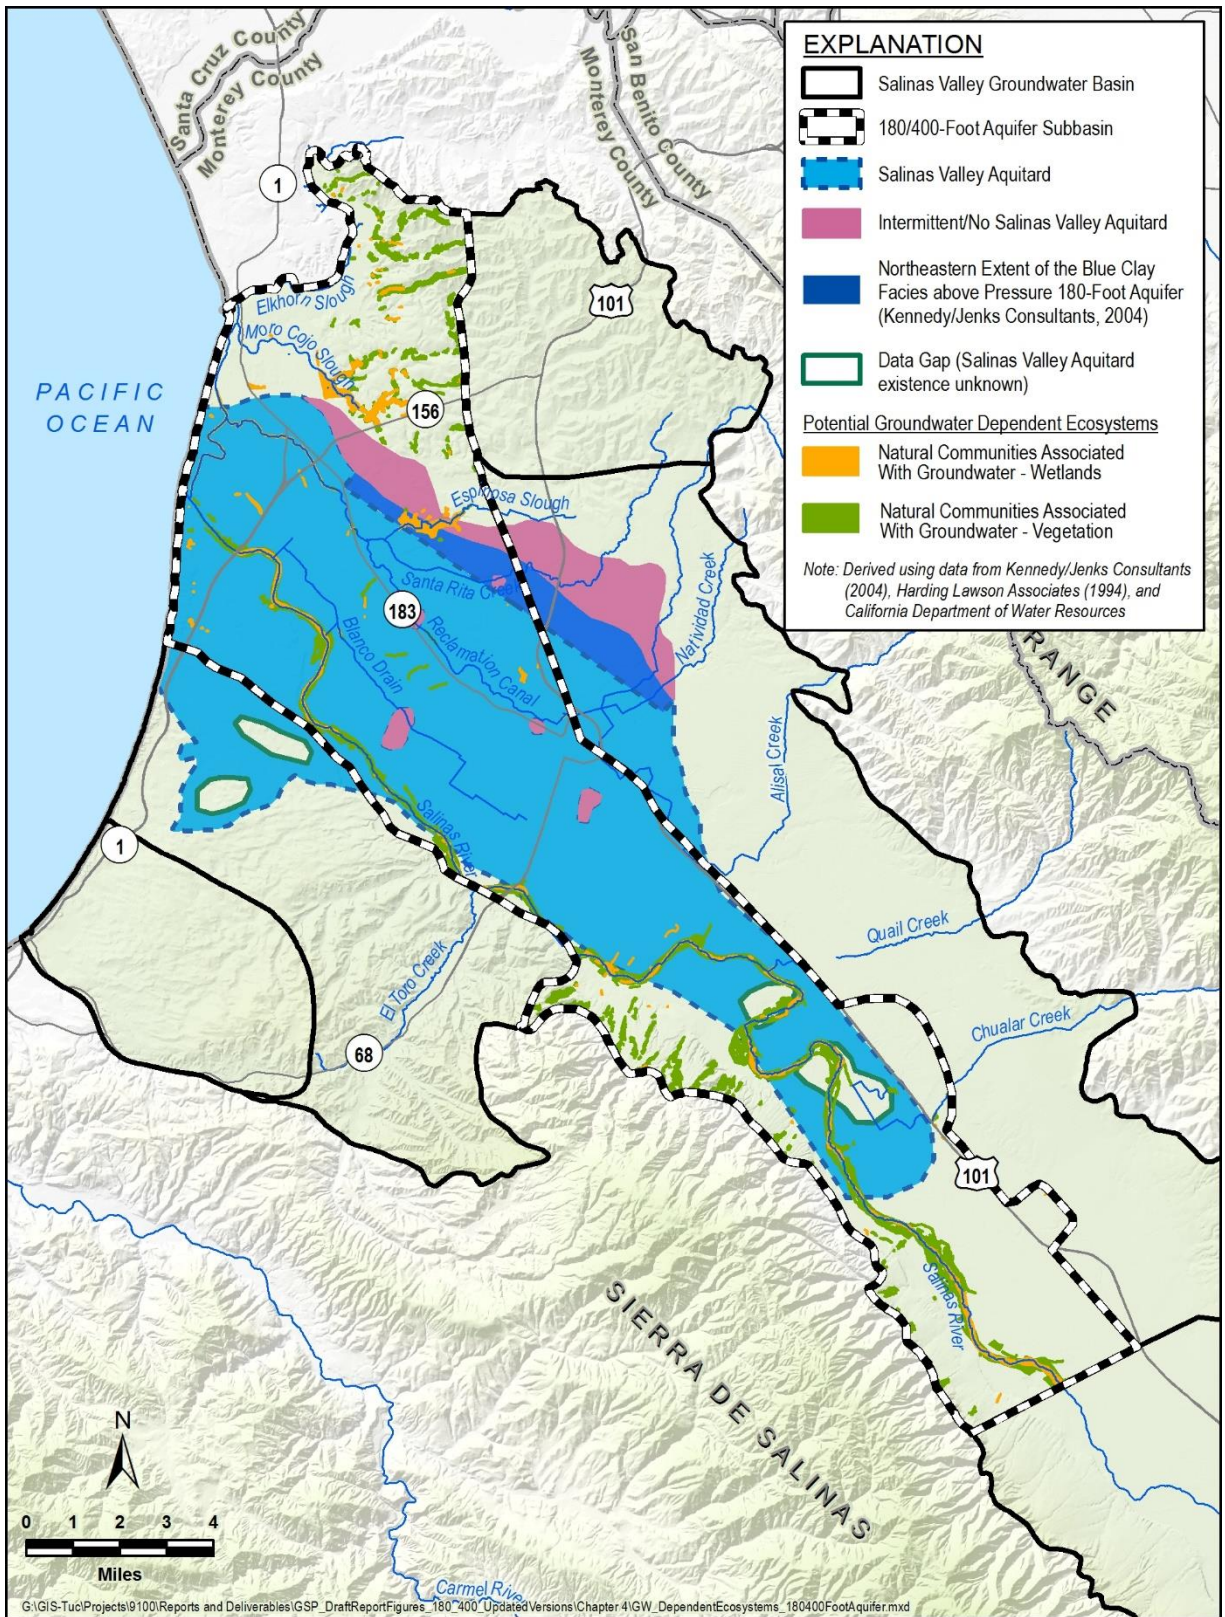 Santa Cruz County
Monterey County
San Benito County
Monterey County
EXPLANATION
Salinas Valley Groundwater Basin
180/400-Foot Aquifer Subbasin
Salinas Valley Aquitard
Intermittent/No Salinas Valley Aquitard
Northeastern Extent of the Blue Clay
Facies above Pressure 180-Foot Aquifer
(Kennedy/Jenks Consultants, 2004)
Data Gap (Salinas Valley Aquitard
existence unknown)
Potential Groundwater Dependent Ecosystems
Natural Communities Associated
With Groundwater - Wetlands
Natural Communities Associated
With Groundwater - Vegetation
Note: Derived using data from Kennedy/Jenks Consultants
(2004), Harding Lawson Associates (1994), and
California Department of Water Resources
1
101
Elkhorn Slough
Moro Cojo Slough
PACIFIC
OCEAN
156
Espinosa Slough
Santa Rita Creek
Natividad Creek
183
Reclamation Canal
Blanco Drain
RANGE
Alisal Creek
Salinas River
1
Quail Creek
El Toro Creek
Chualar Creek
68
101
Salinas River
SIERRA DE SALINAS
N
0 1 2 3 4
Miles
Carmel River
G:\GIS-Tuc\Projects\9100\Reports and Deliverables\GSP_DraftReportFigures_180_400_UpdatedVersions\Chapter 4\GW_DependentEcosystems_180400FootAquifer.mxd